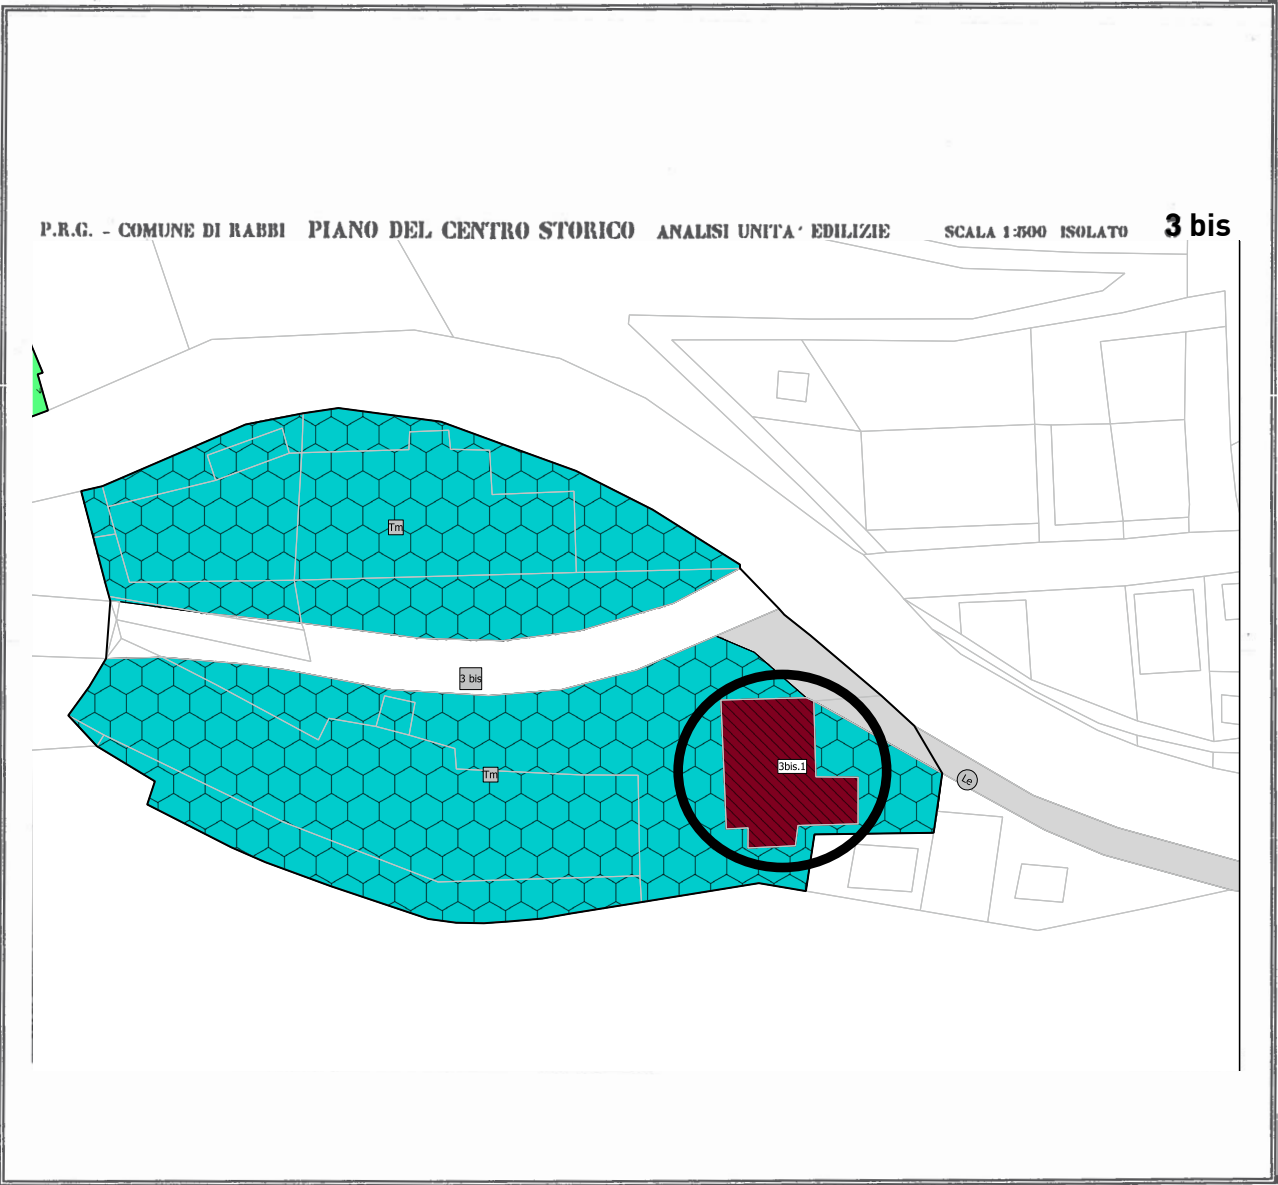 P.R.G. - COMUNE DI RABBI PIANO DEL CENTRO STORICO ANALISI UNITA' EDILIZIE SCALA 1:500 ISOLATO 3 bis
Tm
3 bis
3bis.1
Tm
Le